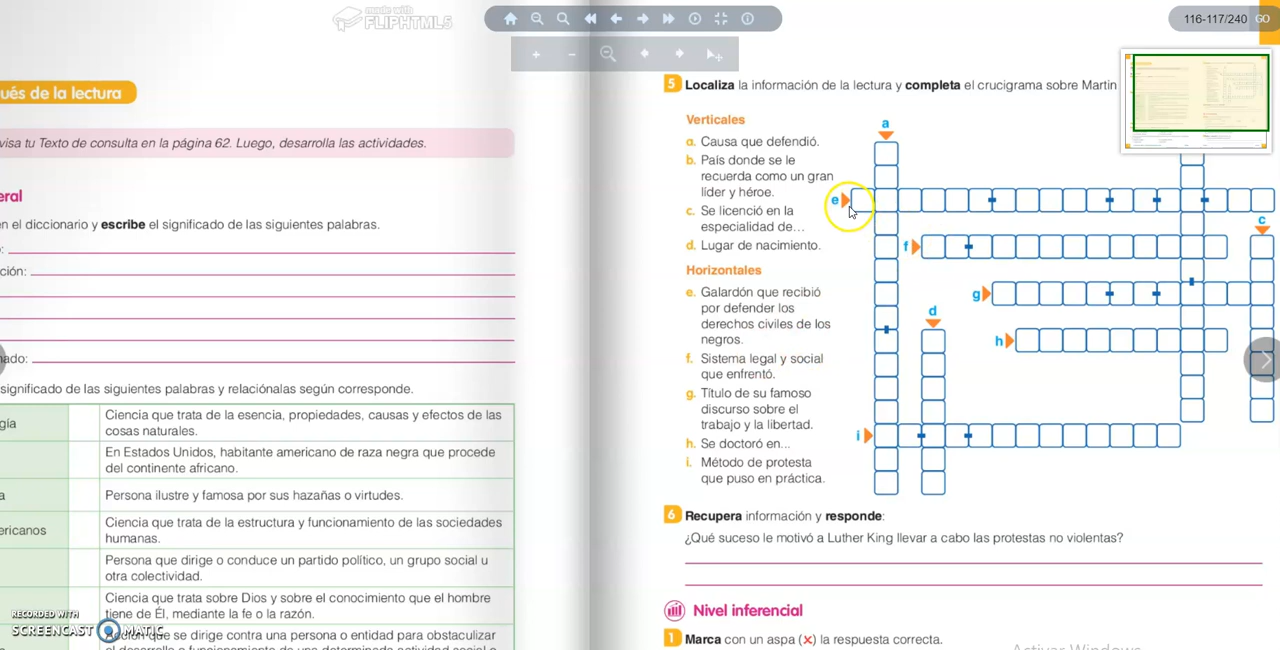 made with
FLIPHTML5
116-117/240 GO
ués de la lectura
visa tu Texto de consulta en la página 62. Luego, desarrolla las actividades.
eral
en el diccionario y escribe el significado de las siguientes palabras.
o:
ción:
nado:
significado de las siguientes palabras y relaciónalas según corresponde.
gía
Ciencia que trata de la esencia, propiedades, causas y efectos de las
cosas naturales.
En Estados Unidos, habitante americano de raza negra que procede
del continente africano.
a
Persona ilustre y famosa por sus hazañas o virtudes.
ericanos
Ciencia que trata de la estructura y funcionamiento de las sociedades
humanas.
Persona que dirige o conduce un partido político, un grupo social u
otra colectividad.
Ciencia que trata sobre Dios y sobre el conocimiento que el hombre
tiene de Él, mediante la fe o la razón.
Acción que se dirige contra una persona o entidad para obstaculizar
RECORDED WITH
SCREENCAST MATIC
5 Localiza la información de la lectura y completa el crucigrama sobre Martin
Verticales
a. Causa que defendió.
b. País donde se le
recuerda como un gran
líder y héroe.
c. Se licenció en la
especialidad de...
d. Lugar de nacimiento.
Horizontales
e. Galardón que recibió
por defender los
derechos civiles de los
negros.
f. Sistema legal y social
que enfrentó.
g. Título de su famoso
discurso sobre el
trabajo y la libertad.
h. Se doctoró en...
i. Método de protesta
que puso en práctica.
a
e
c
f
g
d
h
i
6 Recupera información y responde:
¿Qué suceso le motivó a Luther King llevar a cabo las protestas no violentas?
Nivel inferencial
1 Marca con un aspa (x) la respuesta correcta.
Activar Windows